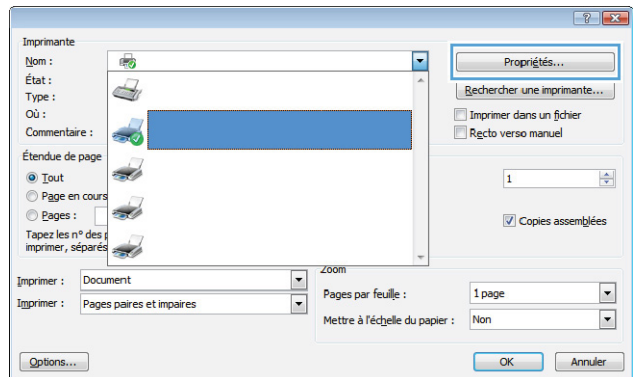 Imprimante
Nom :
Propriétés...
État :
Type :
Rechercher une imprimante...
Où :
Imprimer dans un fichier
Commentaire :
Recto verso manuel
Étendue de page
Tout
1
Page en cours
Pages :
Copies assemblées
Tapez les n° des
imprimer, séparés
Zoom
Imprimer : Document
Pages par feuille : 1 page
Imprimer : Pages paires et impaires
Mettre à l'échelle du papier : Non
Options...
OK
Annuler